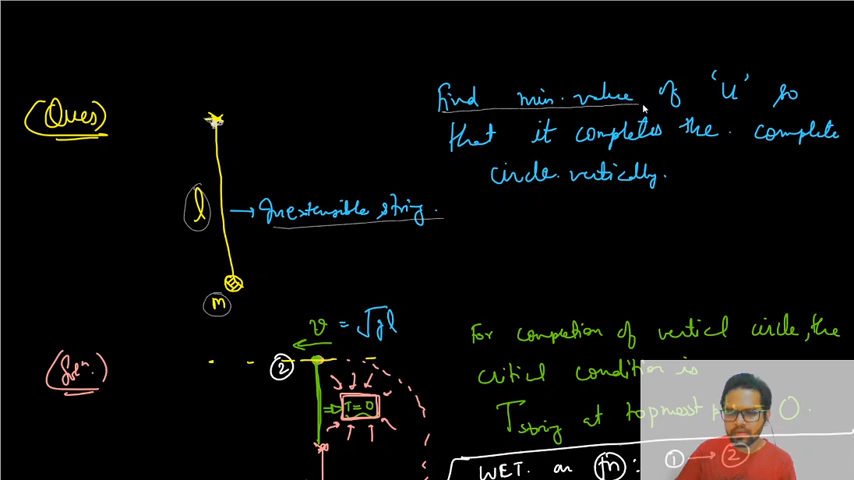 (Ques)
Find min. value of 'U' so
that it completes the complete
circle vertically.
l
→ Inextensible string.
m
v = √gl
(Soln.)
②
T = 0
For completion of vertical circle, the
critical condition is
T string at topmost = 0.
WET. on m: ① → ②